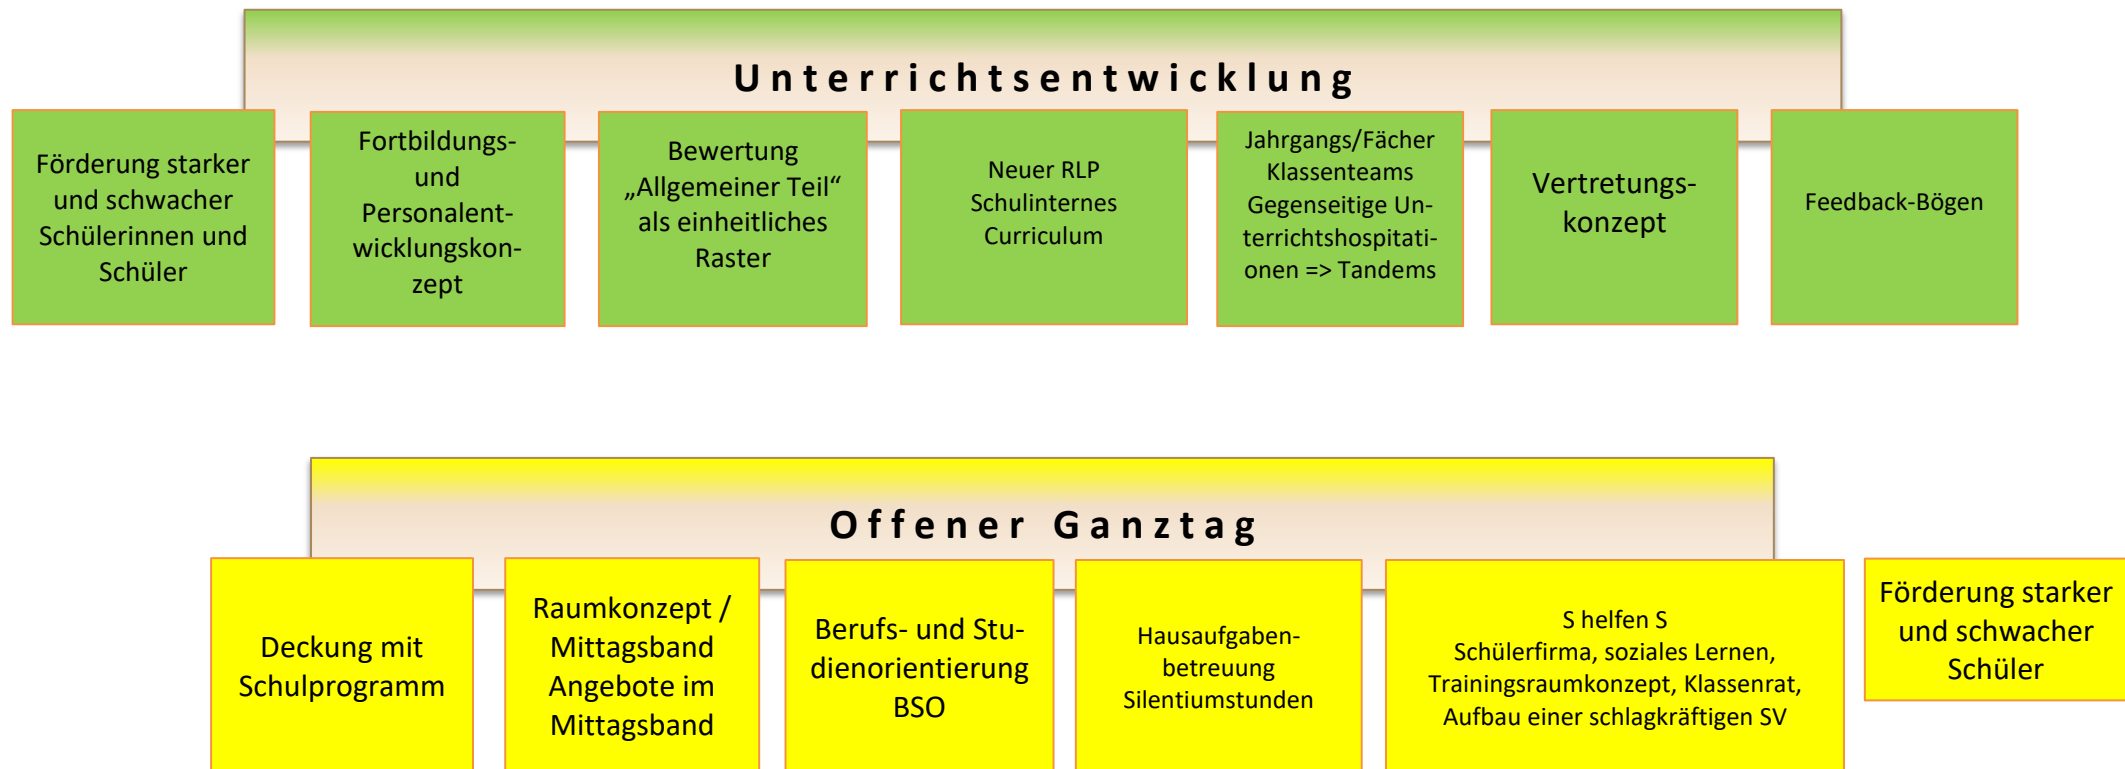 Unterrichtsentwicklung
Förderung starker
und schwacher
Schülerinnen und
Schüler
Fortbildungs-
und
Personalent-
wicklungskon-
zept
Bewertung
„Allgemeiner Teil“
als einheitliches
Raster
Neuer RLP
Schulinternes
Curriculum
Jahrgangs/Fächer
Klassenteams
Gegenseitige Un-
terrichtshospitati-
onen => Tandems
Vertretungs-
konzept
Feedback-Bögen
Offener Ganztag
Deckung mit
Schulprogramm
Raumkonzept /
Mittagsband
Angebote im
Mittagsband
Berufs- und Stu-
dienorientierung
BSO
Hausaufgaben-
betreuung
Silentiumstunden
S helfen S
Schülerfirma, soziales Lernen,
Trainingsraumkonzept, Klassenrat,
Aufbau einer schlagkräftigen SV
Förderung starker
und schwacher
Schüler